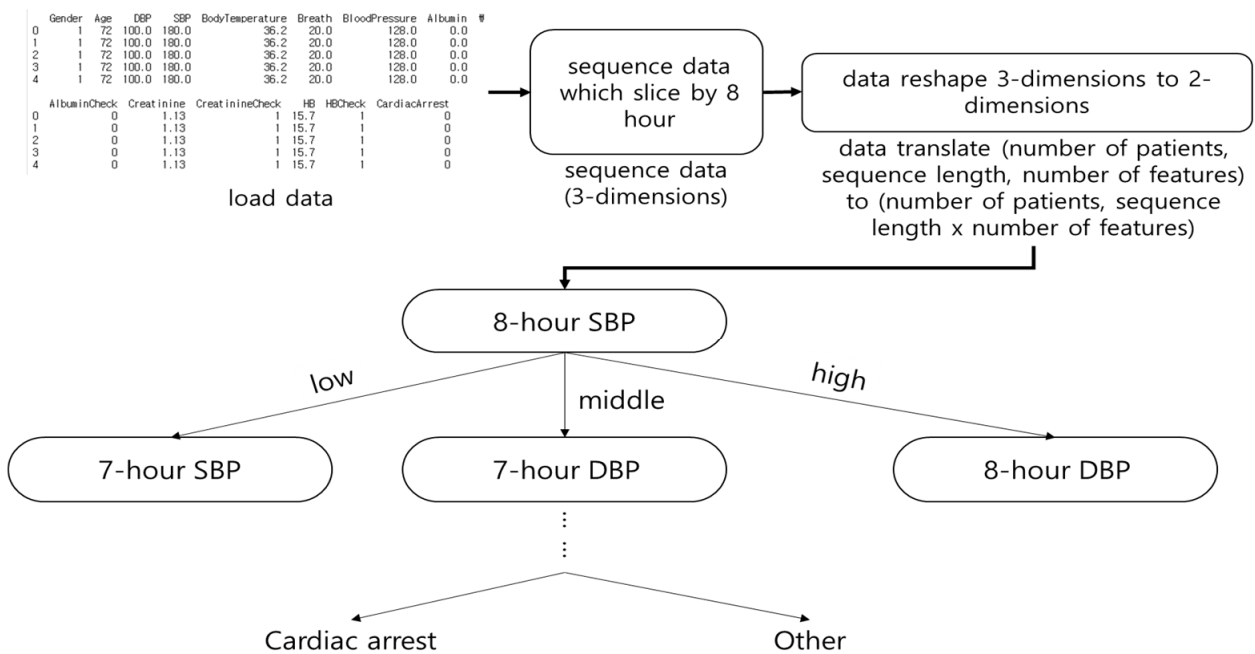 Gender Age DBP SBP BodyTemperature Breath BloodPressure Albumin ₩
0 1 72 100.0 180.0 36.2 20.0 128.0 0.0
1 1 72 100.0 180.0 36.2 20.0 128.0 0.0
2 1 72 100.0 180.0 36.2 20.0 128.0 0.0
3 1 72 100.0 180.0 36.2 20.0 128.0 0.0
4 1 72 100.0 180.0 36.2 20.0 128.0 0.0
AlbuminCheck Creatinine CreatinineCheck HB HBCheck CardiacArrest
0 0 1.13 1 15.7 1 0
1 0 1.13 1 15.7 1 0
2 0 1.13 1 15.7 1 0
3 0 1.13 1 15.7 1 0
4 0 1.13 1 15.7 1 0
load data
sequence data
which slice by 8
hour
sequence data
(3-dimensions)
data reshape 3-dimensions to 2-
dimensions
data translate (number of patients,
sequence length, number of features)
to (number of patients, sequence
length x number of features)
8-hour SBP
low
middle
high
7-hour SBP
7-hour DBP
8-hour DBP
Cardiac arrest
Other